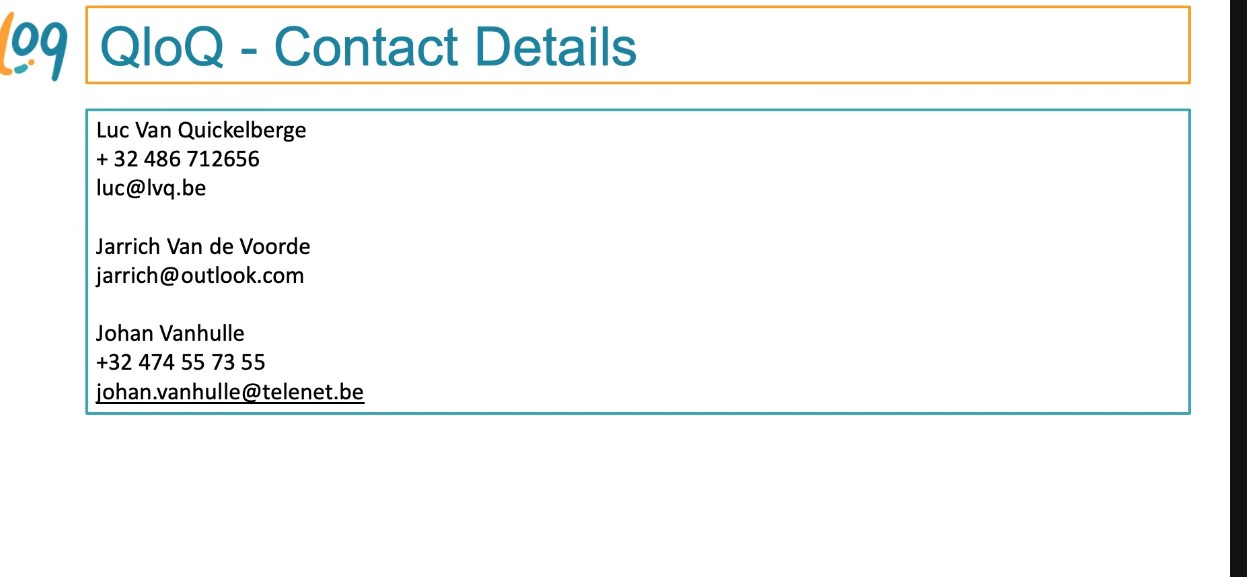 loq
QloQ - Contact Details
Luc Van Quickelberge
+ 32 486 712656
luc@lvq.be
Jarrich Van de Voorde
jarrich@outlook.com
Johan Vanhulle
+32 474 55 73 55
johan.vanhulle@telenet.be